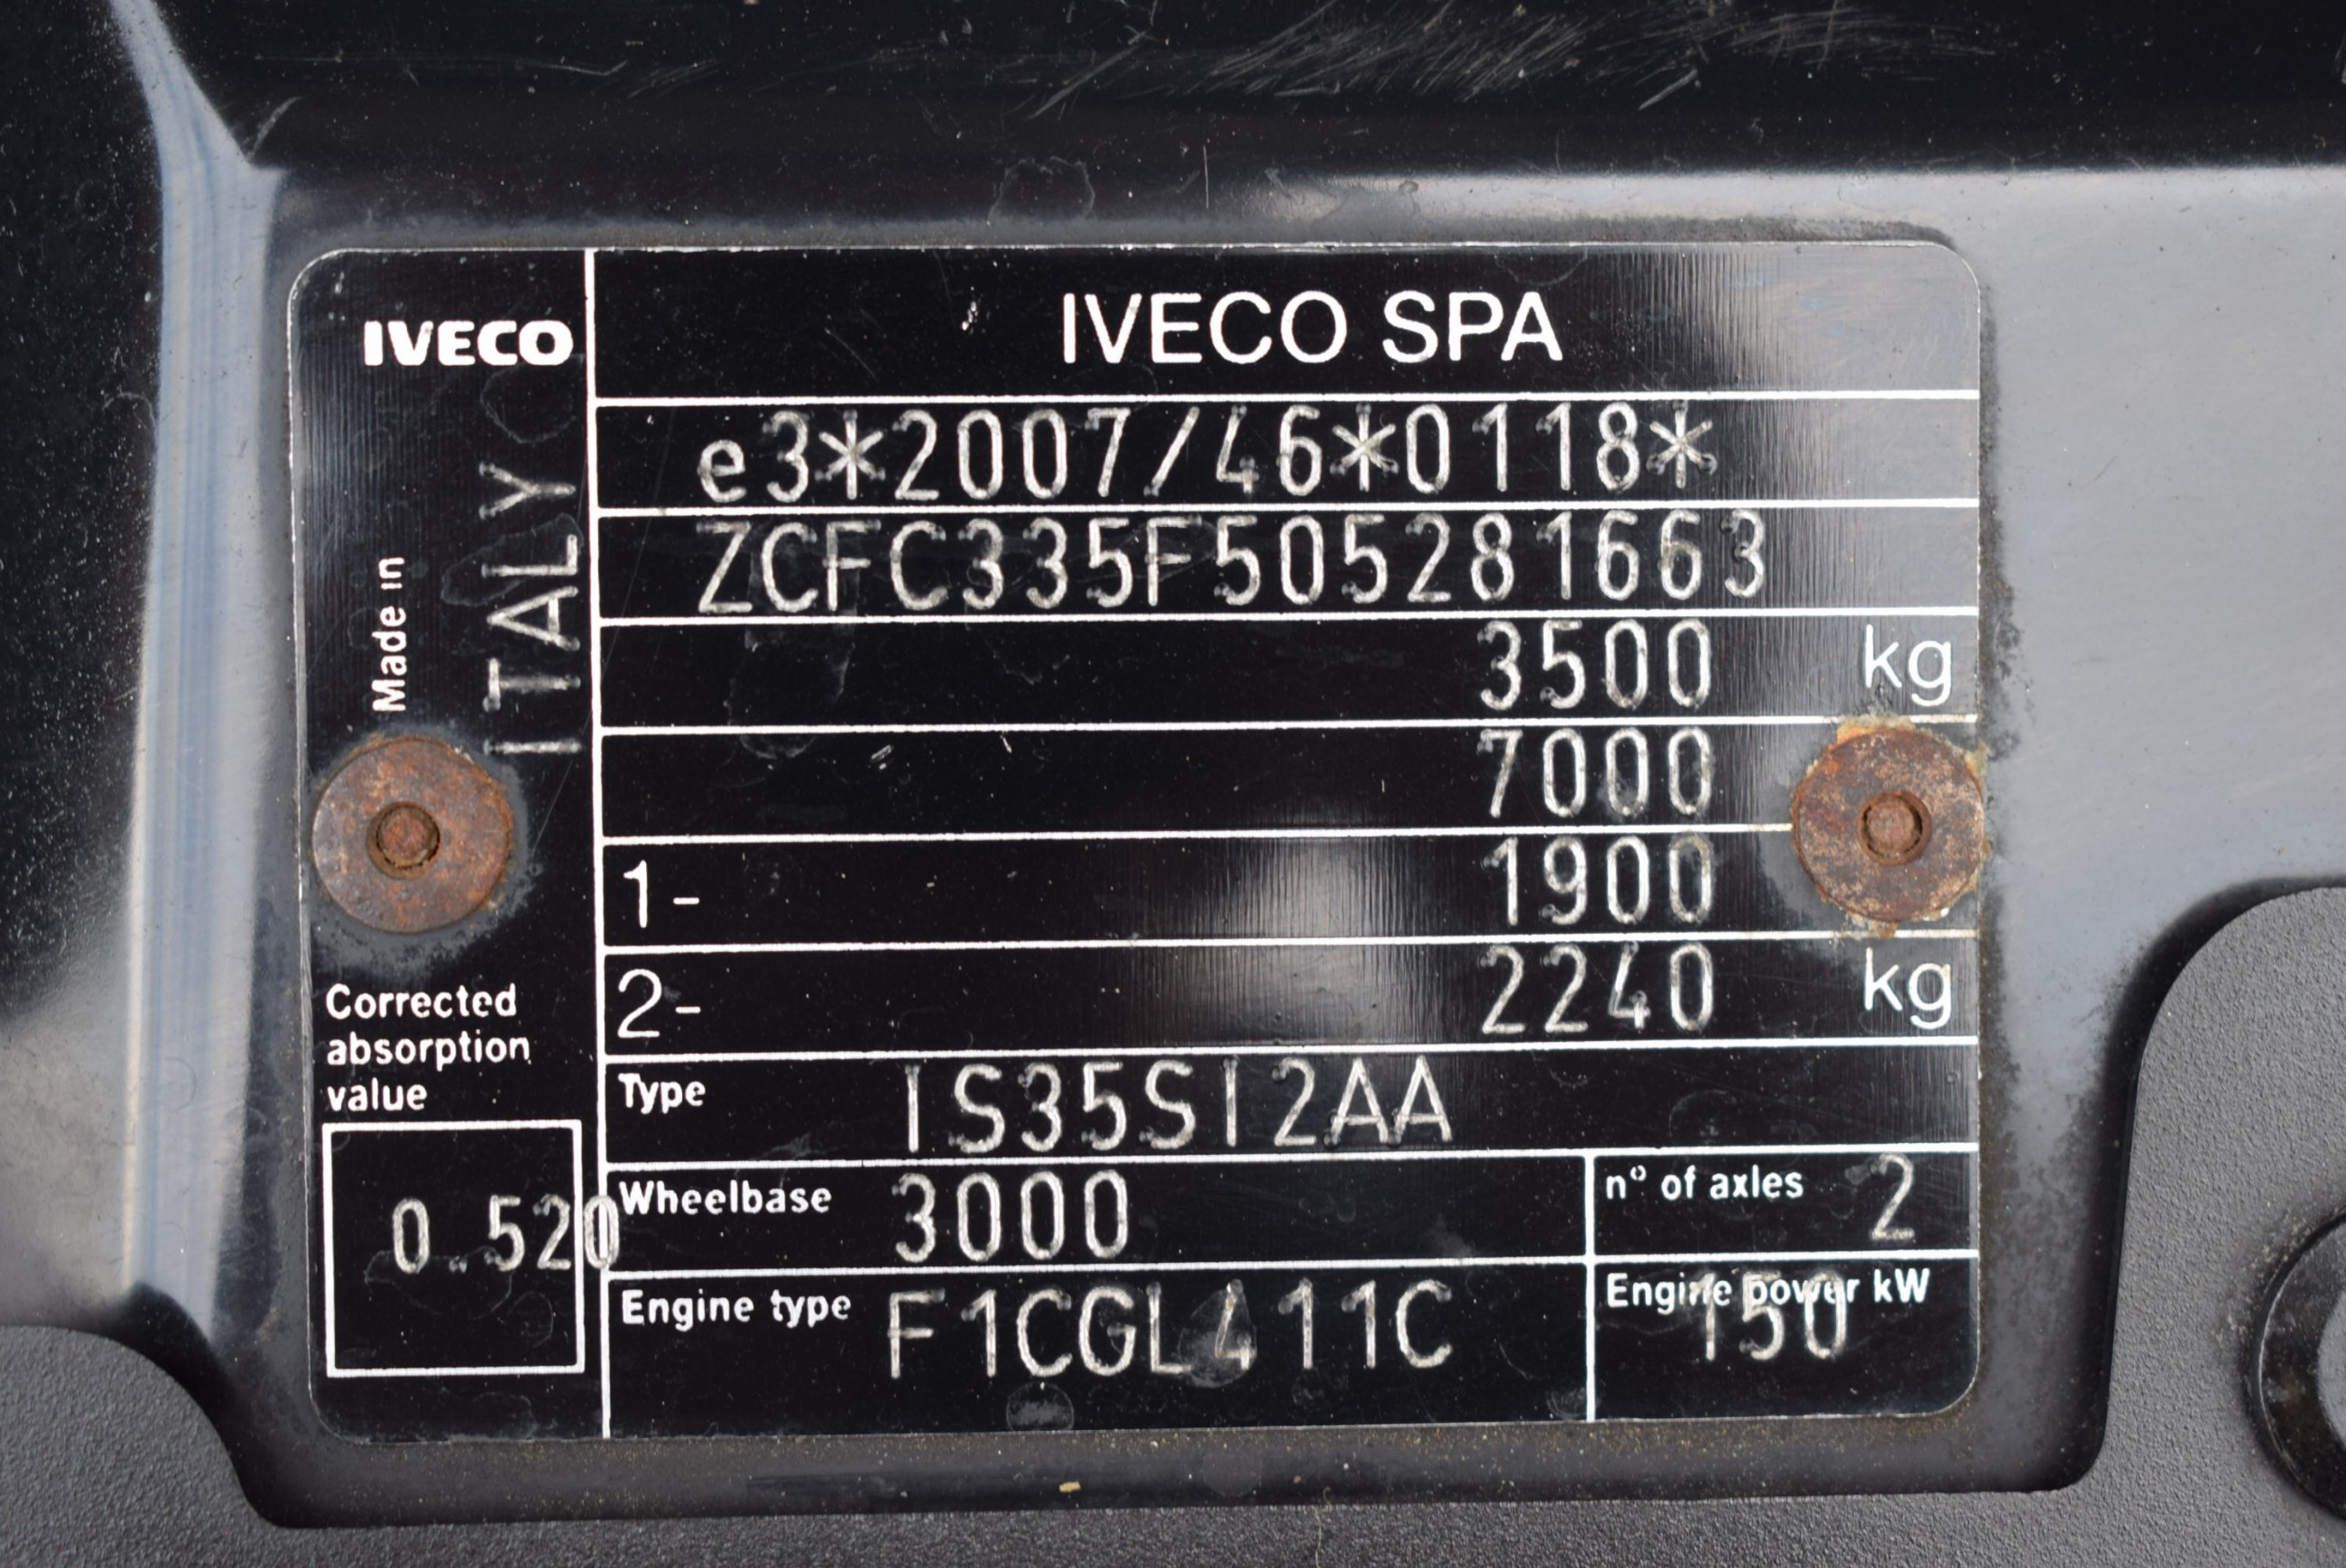 IVECO
IVECO SPA
Made in
ITALY
e3*2007/46*0118*
ZCFC335F505281663
3500 kg
7000
1- 1900
2- 2240 kg
Corrected
absorption
value
0.520
Type IS35SI2AA
Wheelbase 3000
n° of axles 2
Engine type F1CGL411C
Engine power kW
150